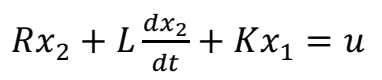 Rx₂ + L dx₂/dt + Kx₁ = u